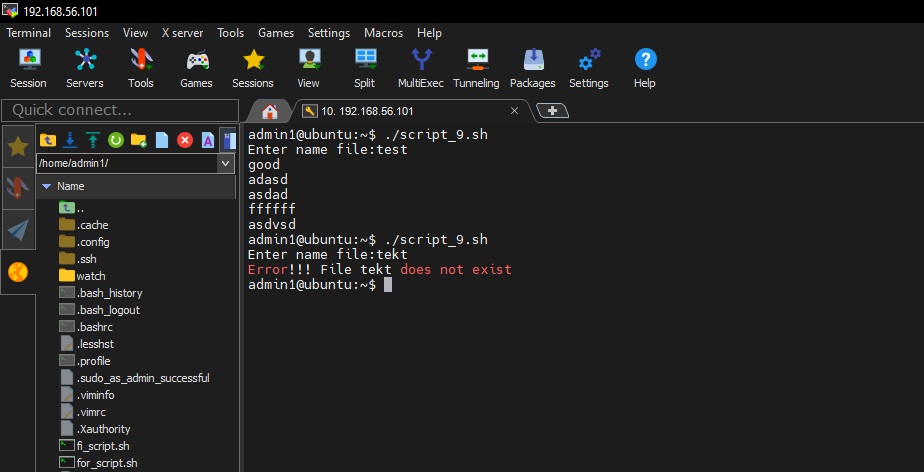 192.168.56.101
Terminal Sessions View X server Tools Games Settings Macros Help
Session Servers Tools Games Sessions View Split MultiExec Tunneling Packages Settings Help
Quick connect...
10. 192.168.56.101
/home/admin1/
Name
..
.cache
.config
.ssh
watch
.bash_history
.bash_logout
.bashrc
.lesshst
.profile
.sudo_as_admin_successful
.viminfo
.vimrc
.Xauthority
fi_script.sh
for_script.sh
admin1@ubuntu:~$ ./script_9.sh
Enter name file:test
good
adasd
asdad
ffffff
asdvsd
admin1@ubuntu:~$ ./script_9.sh
Enter name file:tekt
Error!!! File tekt does not exist
admin1@ubuntu:~$